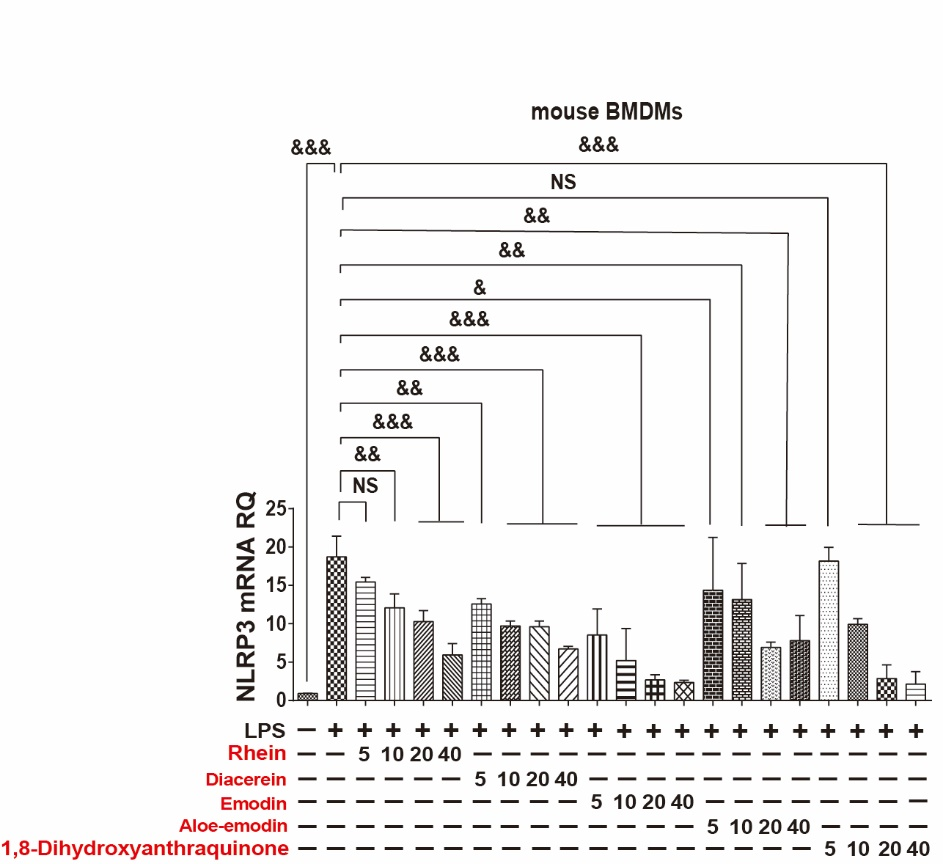 mouse BMDMs
&&& &&&
NS
&&
&&
&
&&&
&&&
&&
&&&
&&
NS
NLRP3 mRNA RQ
25
20
15
10
5
0
LPS — + + + + + + + + + + + + + + + + + + + + +
Rhein — — 5 10 20 40 — — — — — — — — — — — — — — — —
Diacerein — — — — — — 5 10 20 40 — — — — — — — — — — — —
Emodin — — — — — — — — — — 5 10 20 40 — — — — — — — —
Aloe-emodin — — — — — — — — — — — — — — 5 10 20 40 — — — —
1,8-Dihydroxyanthraquinone — — — — — — — — — — — — — — — — — — 5 10 20 40